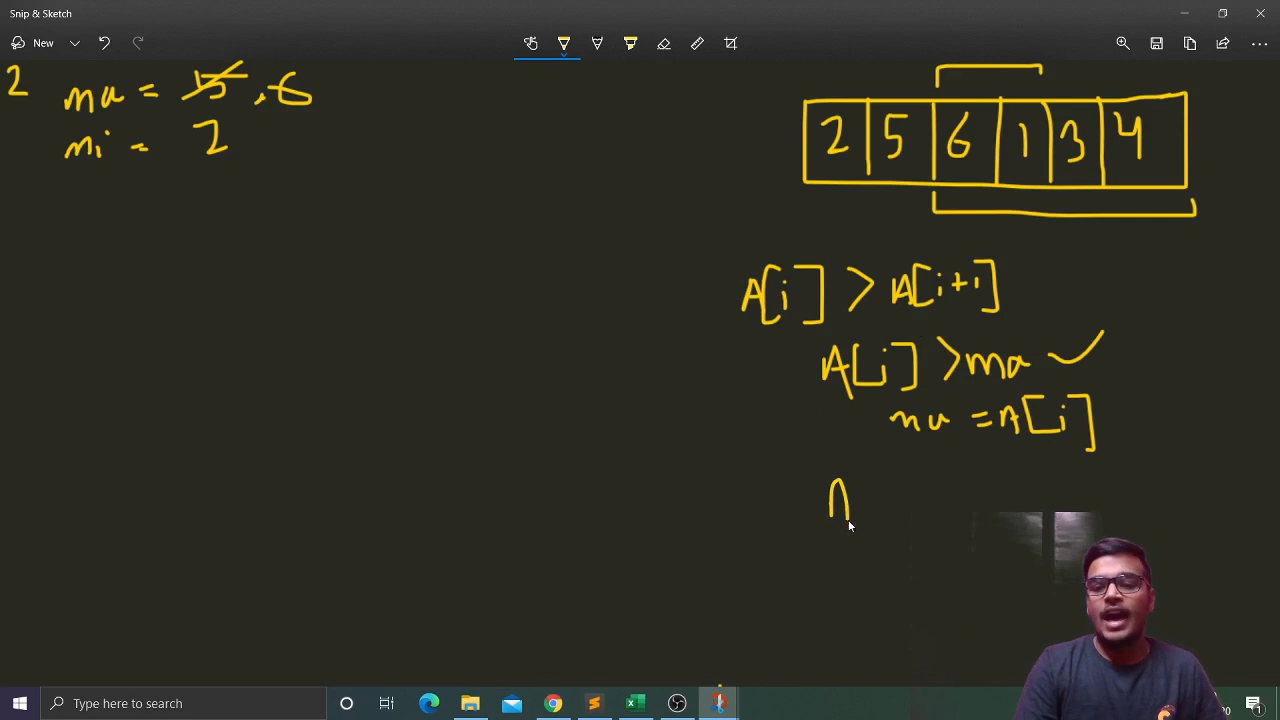 Snip & Sketch
New
2 ma = 15, 6
mi = 2
2 5 6 1 3 4
A[i] > A[i+1]
A[i] > ma ✓
ma = A[i]
Type here to search